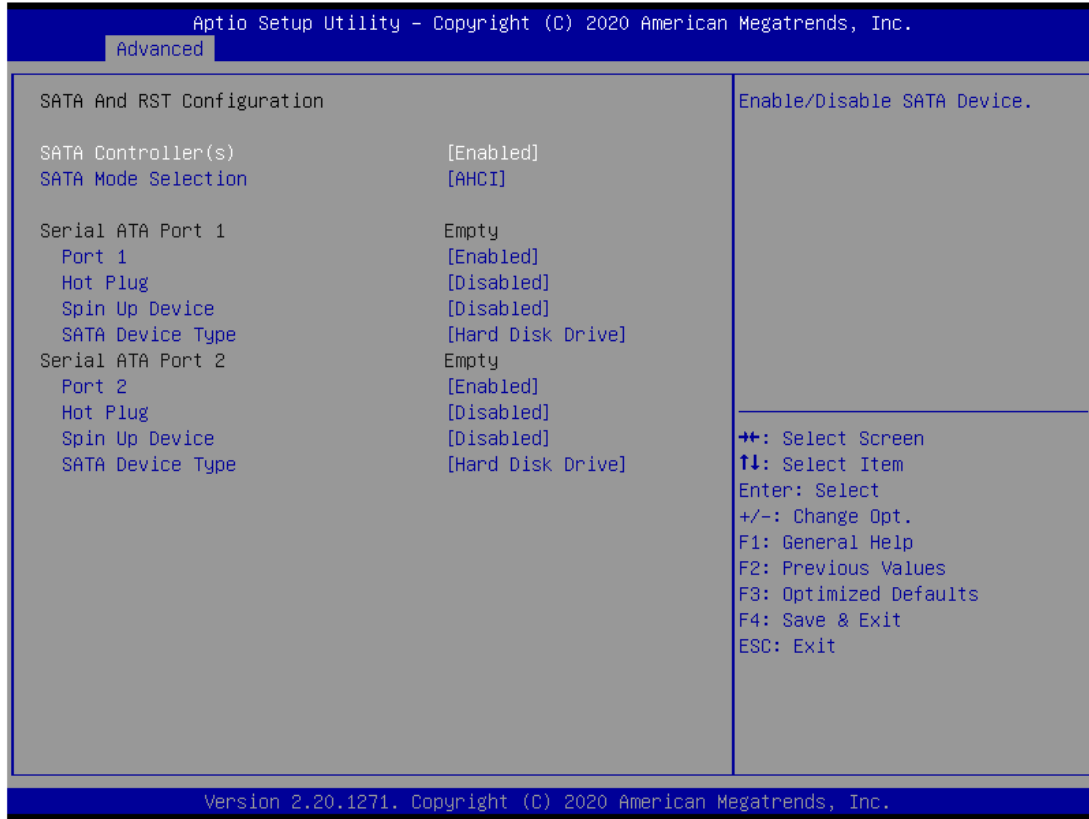 Aptio Setup Utility – Copyright (C) 2020 American Megatrends, Inc.
Advanced
SATA And RST Configuration
SATA Controller(s) [Enabled]
SATA Mode Selection [AHCI]
Serial ATA Port 1 Empty
Port 1 [Enabled]
Hot Plug [Disabled]
Spin Up Device [Disabled]
SATA Device Type [Hard Disk Drive]
Serial ATA Port 2 Empty
Port 2 [Enabled]
Hot Plug [Disabled]
Spin Up Device [Disabled]
SATA Device Type [Hard Disk Drive]
Enable/Disable SATA Device.
→←: Select Screen
↑↓: Select Item
Enter: Select
+/-: Change Opt.
F1: General Help
F2: Previous Values
F3: Optimized Defaults
F4: Save & Exit
ESC: Exit
Version 2.20.1271. Copyright (C) 2020 American Megatrends, Inc.